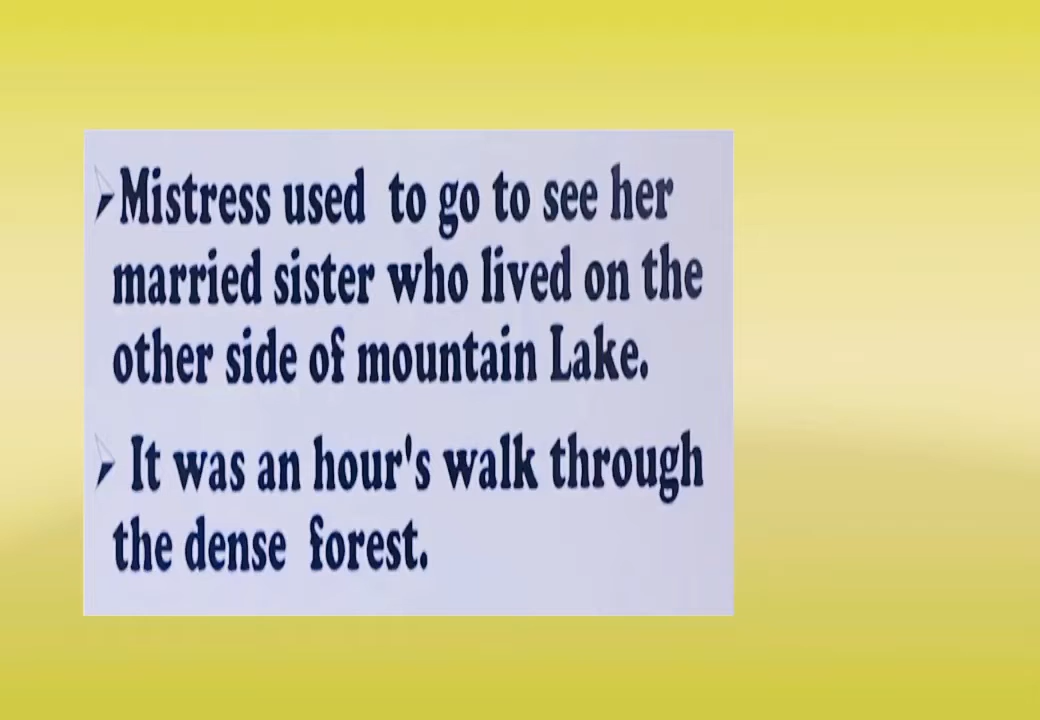 ➢Mistress used to go to see her
married sister who lived on the
other side of mountain Lake.
➢ It was an hour's walk through
the dense forest.